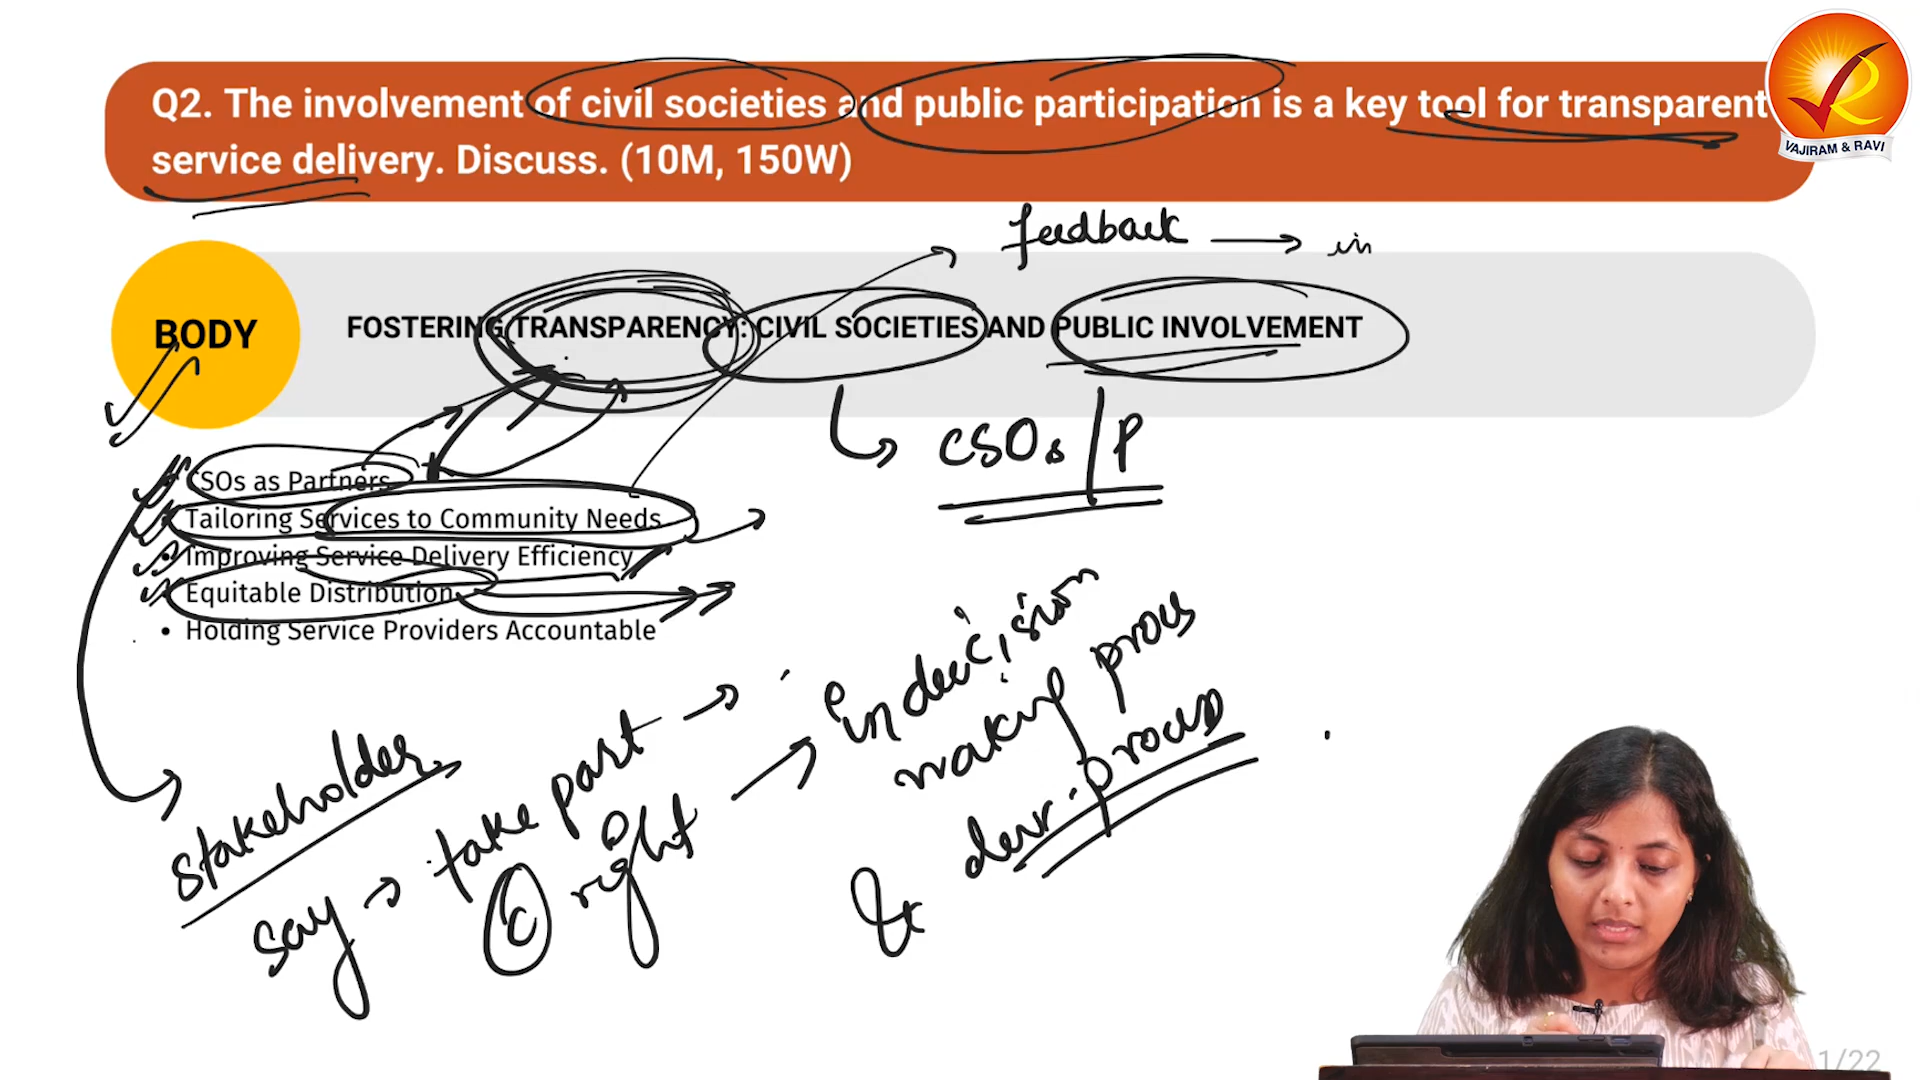 Q2. The involvement of civil societies and public participation is a key tool for transparent
service delivery. Discuss. (10M, 150W)
VAJIRAM & RAVI
feedback → in
BODY
FOSTERING TRANSPARENCY: CIVIL SOCIETIES AND PUBLIC INVOLVEMENT
CSOs / P
SOs as Partners
Tailoring Services to Community Needs
Improving Service Delivery Efficiency
• Equitable Distribution
• Holding Service Providers Accountable
stakeholder
say → take part →
C right → in decision
making process
& dev. process
1/22